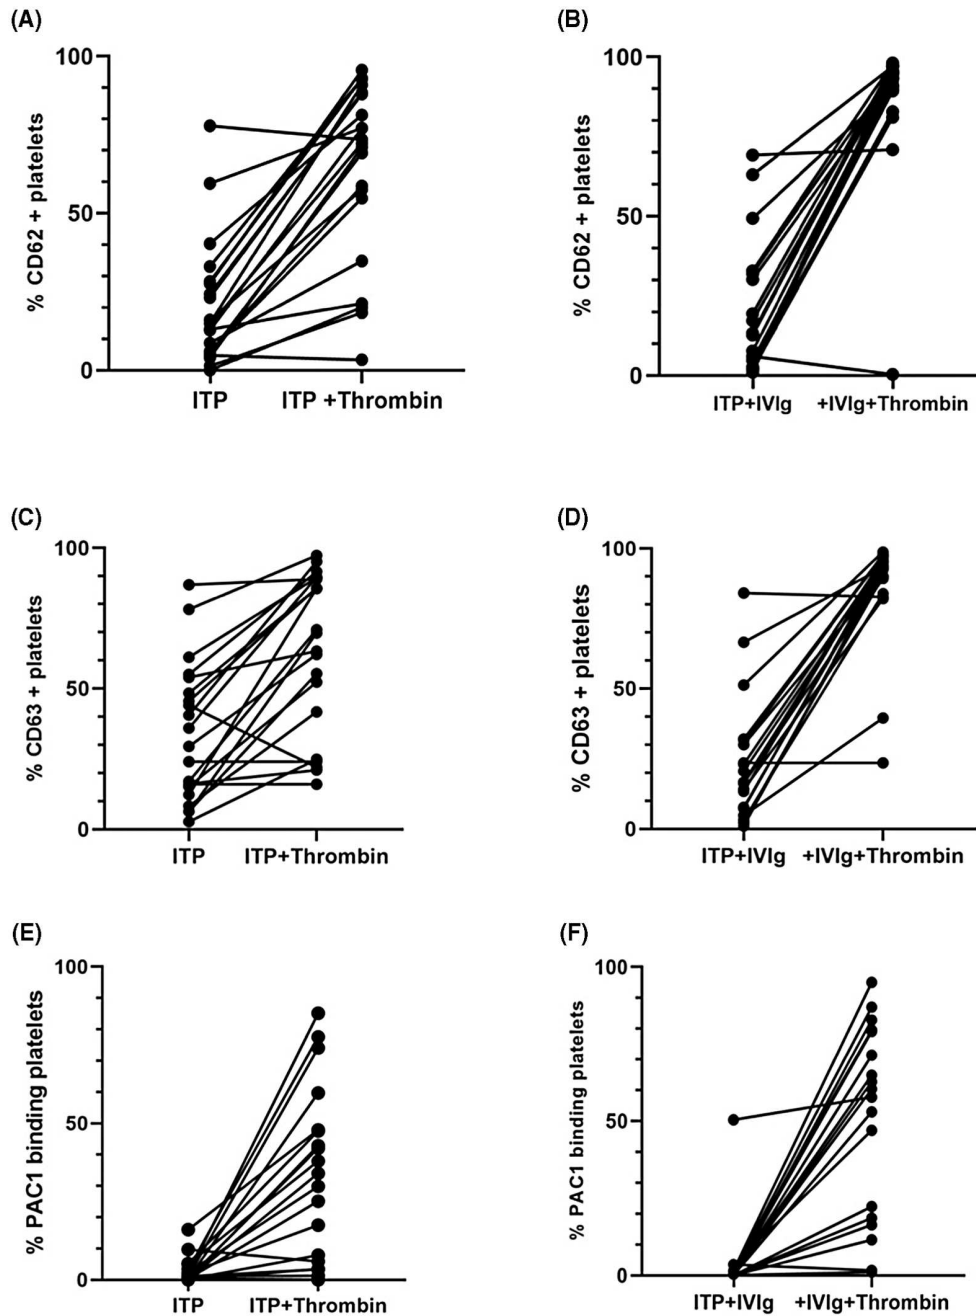 (A)
% CD62 + platelets
100
50
0
ITP
ITP +Thrombin
(B)
% CD62 + platelets
100
50
0
ITP+IVIg
+IVIg+Thrombin
(C)
% CD63 + platelets
100
50
0
ITP
ITP+Thrombin
(D)
% CD63 + platelets
100
50
0
ITP+IVIg
+IVIg+Thrombin
(E)
% PAC1 binding platelets
100
50
0
ITP
ITP+Thrombin
(F)
% PAC1 binding platelets
100
50
0
ITP+IVIg
+IVIg+Thrombin